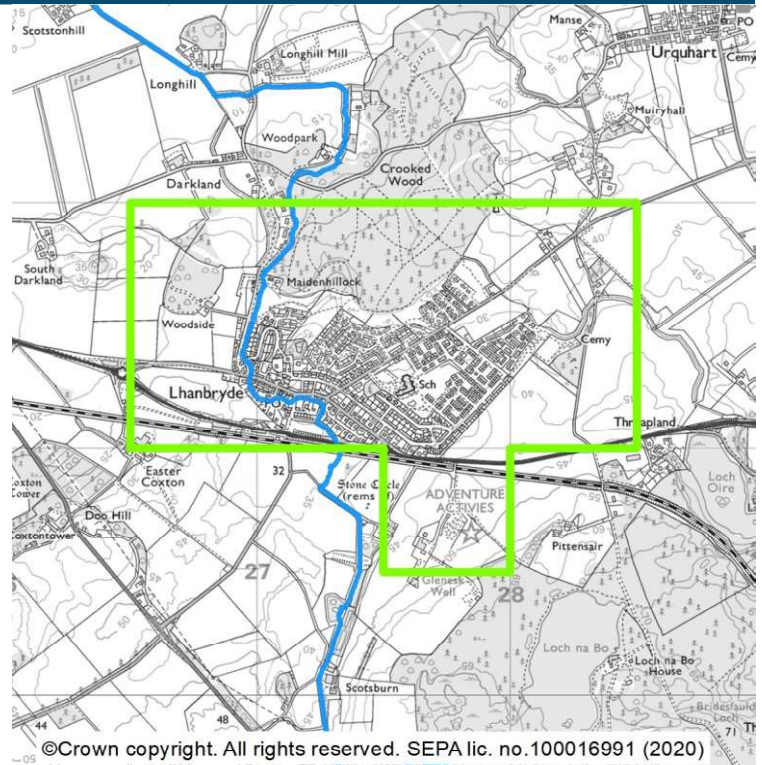 Scotstonhill
Manse
PO
Longhill Mill
Urquhart
Cemy
Longhill
Muiryhall
Woodpark
Crooked
Wood
Darkland
South
Darkland
Maidenhillock
Woodside
Cemy
Sch
Lhanbryde
PO
Threapland
Easter
Coxton
32
Stone Circle
(rems of)
ADVENTURE
ACTIVIES
Loch
Oire
Doo Hill
Coxtontower
Pittensair
27
28
Glenesk
Well
Loch na Bo
Loch na Bo
House
Scotsburn
44
48
71
©Crown copyright. All rights reserved. SEPA lic. no.100016991 (2020)